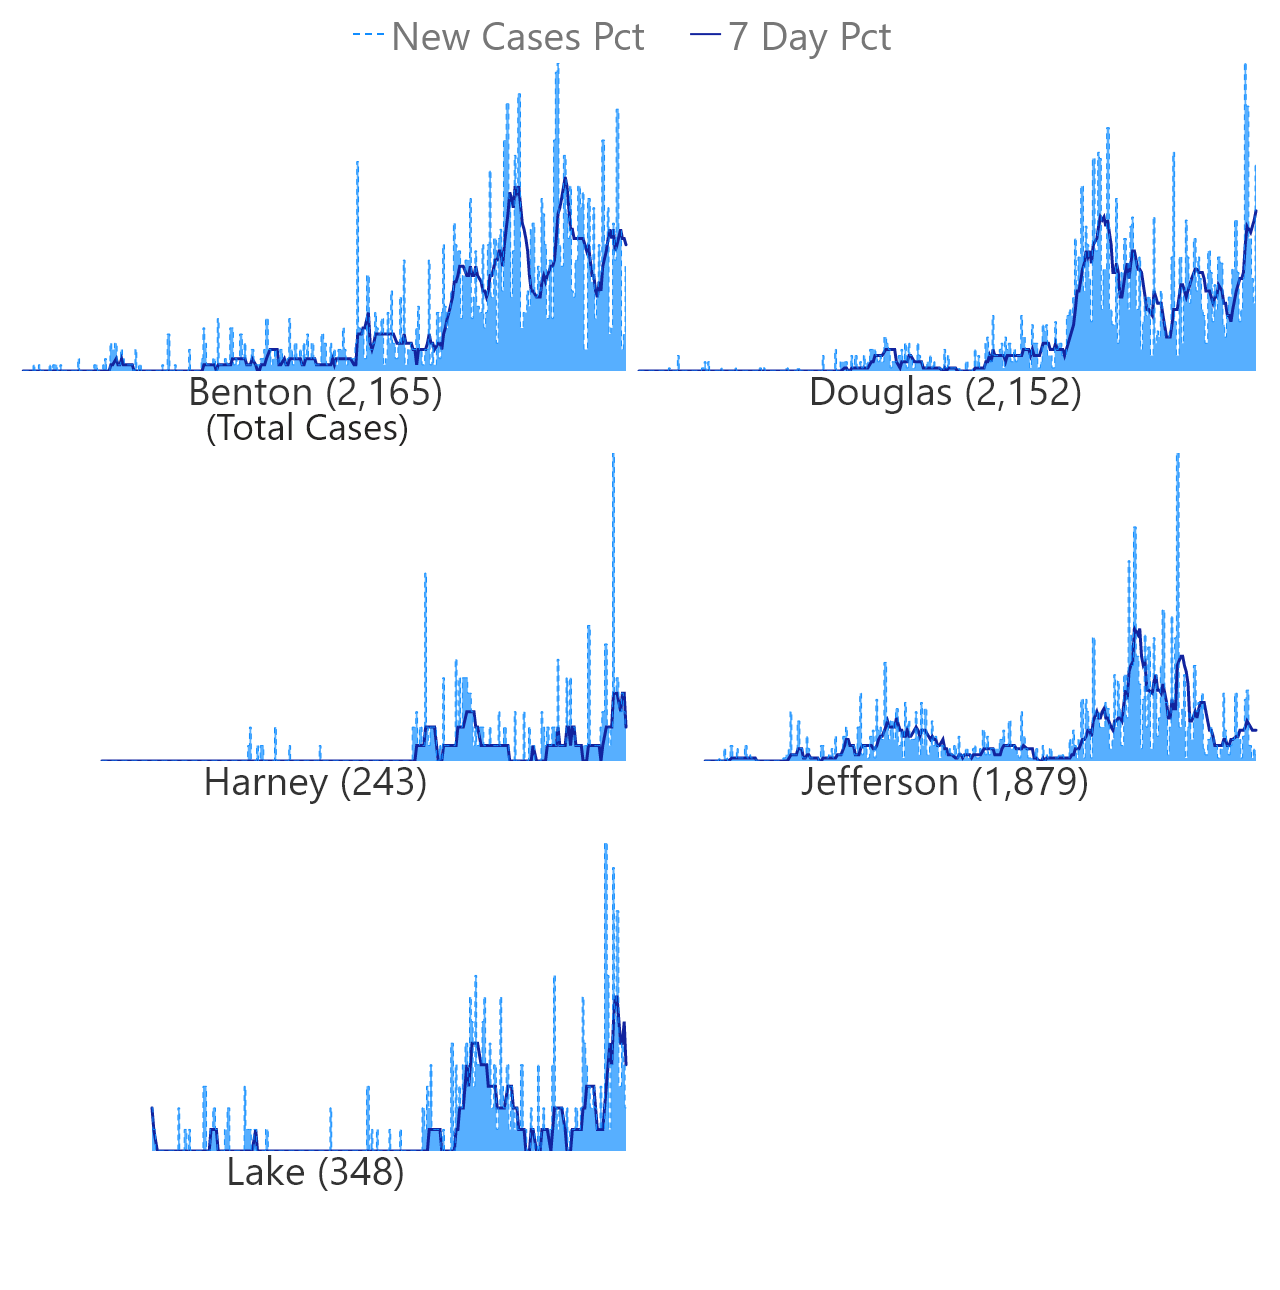 New Cases Pct 7 Day Pct
Benton (2,165) Douglas (2,152)
(Total Cases)
Harney (243) Jefferson (1,879)
Lake (348)